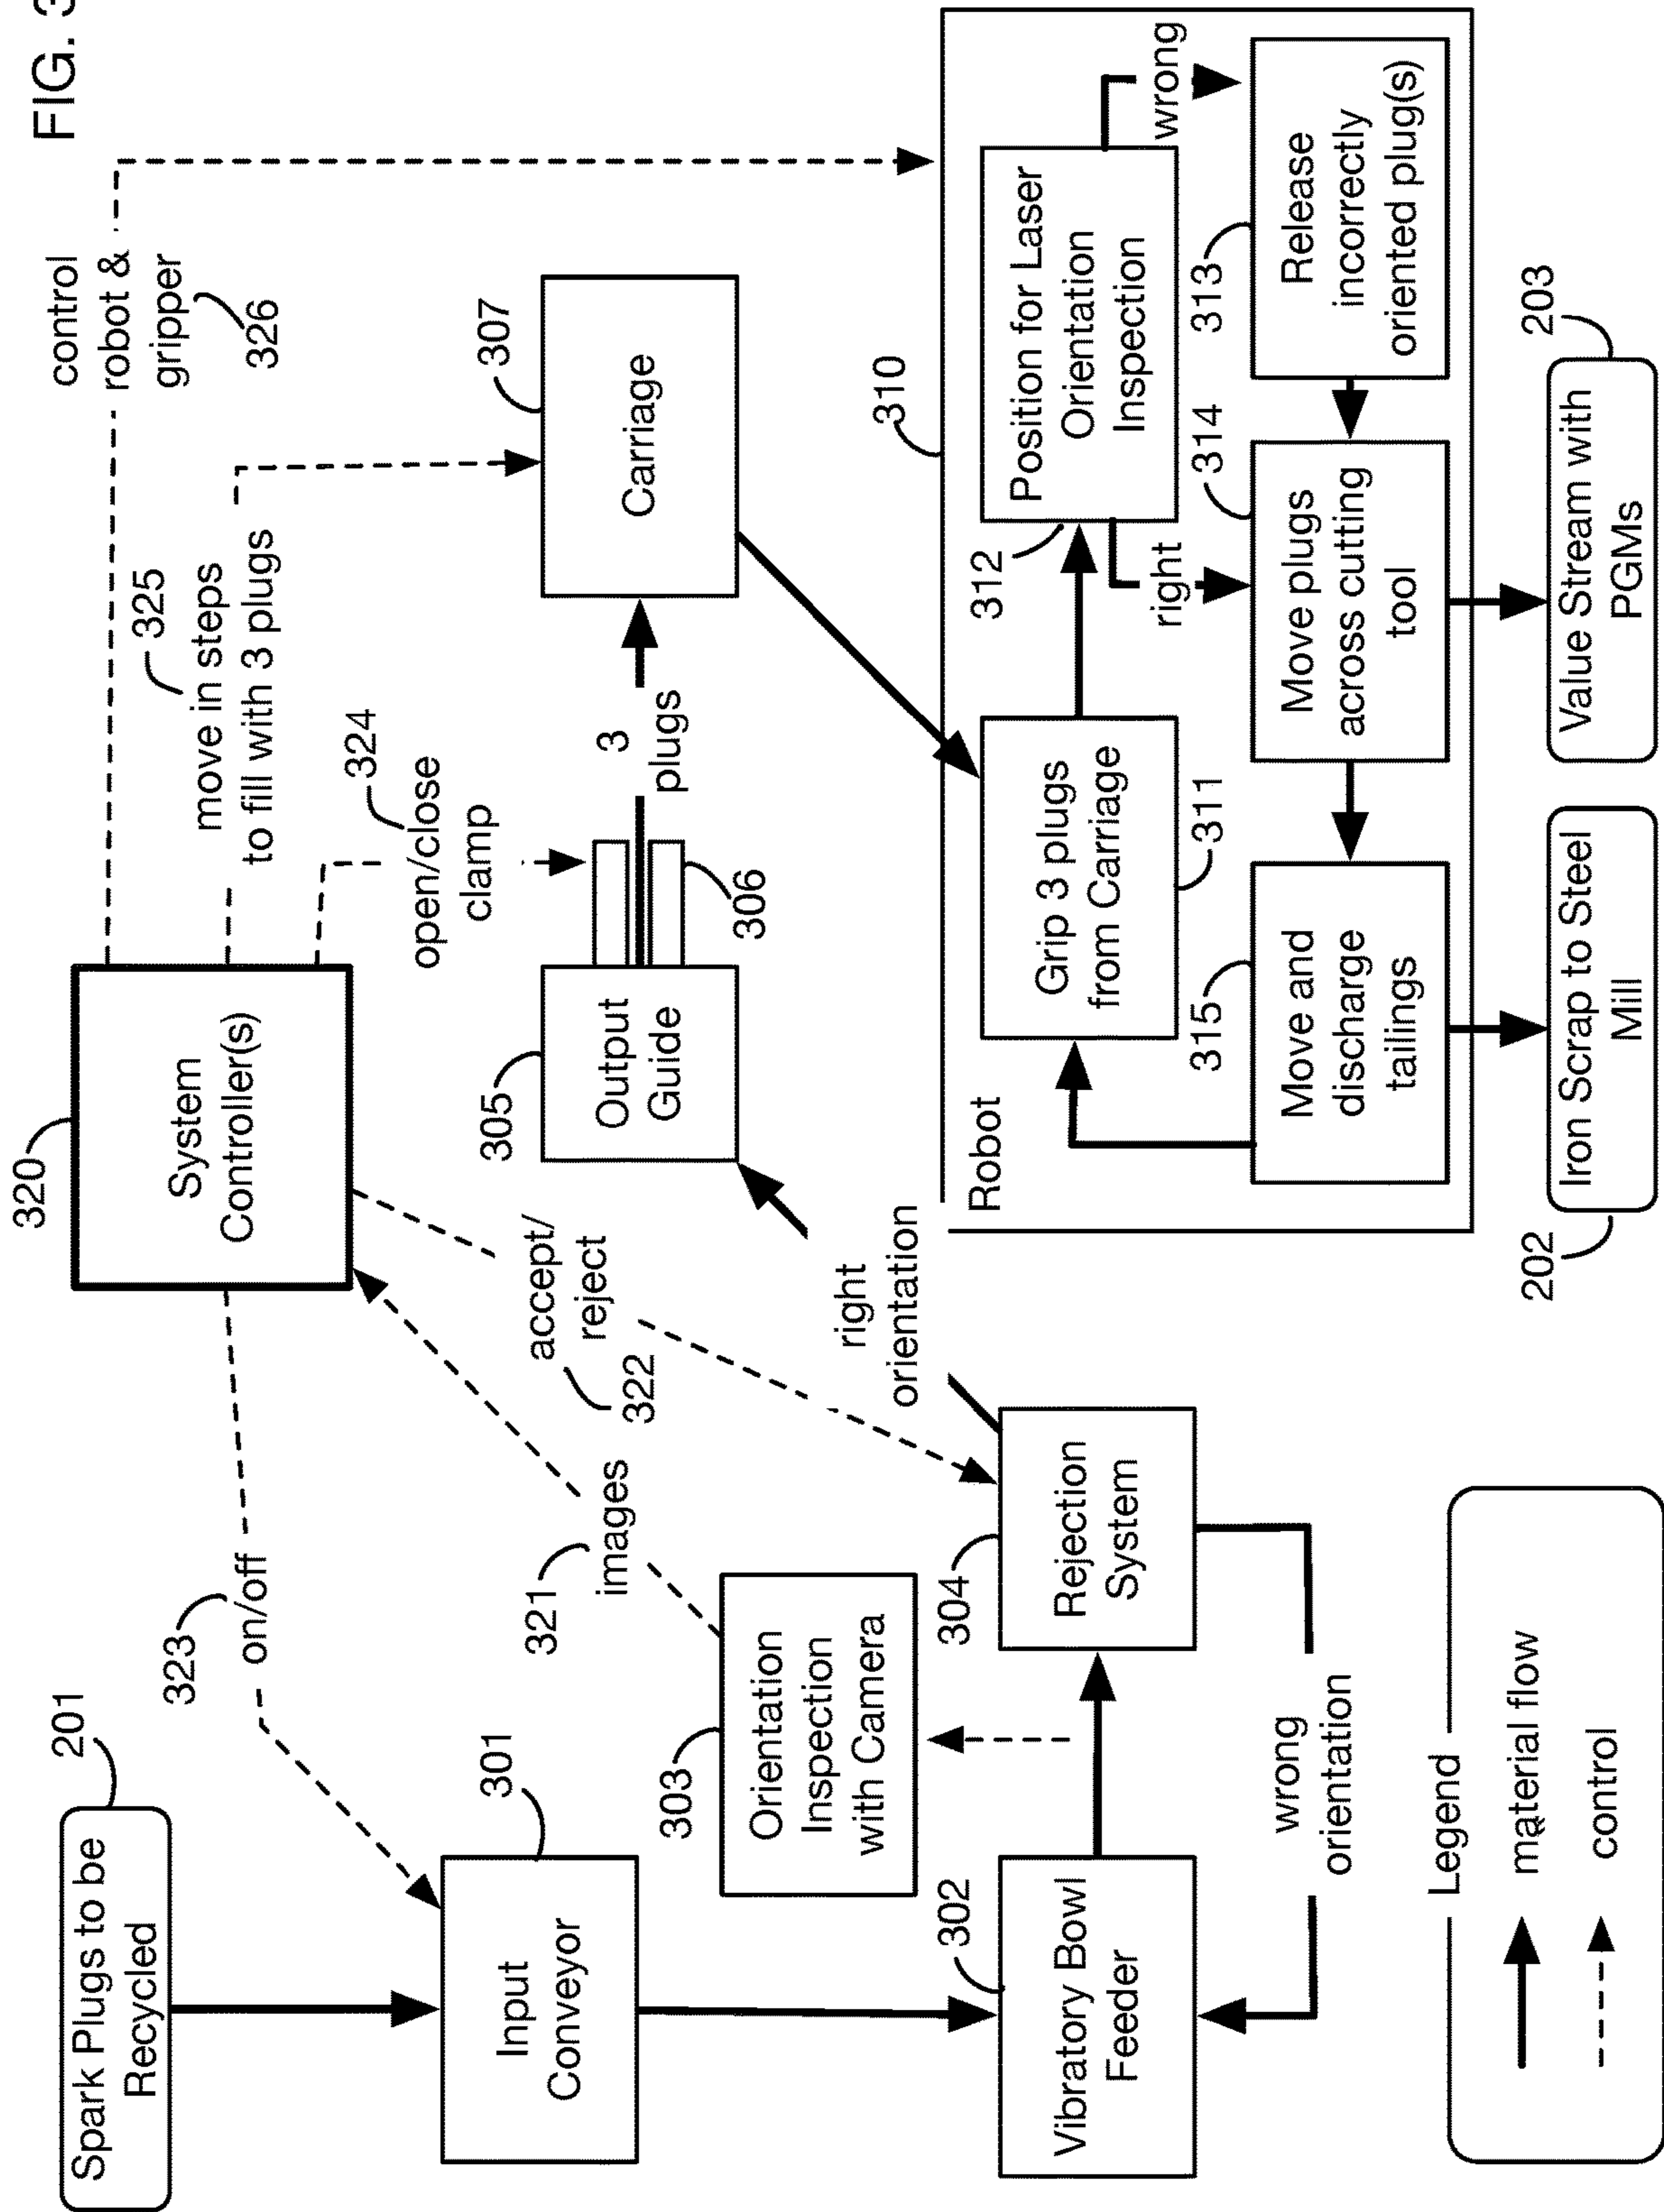 FIG. 3
201
Spark Plugs to be
Recycled
323
on/off
320
System
Controller(s)
control
robot &
gripper
326
325
move in steps
to fill with 3 plugs
324
open/close
clamp
301
Input
Conveyor
321
images
accept/
reject
322
305
Output
Guide
306
3
plugs
307
Carriage
303
Orientation
Inspection
with Camera
right
orientation
302
Vibratory Bowl
Feeder
304
Rejection
System
wrong
orientation
310
Robot
Grip 3 plugs
from Carriage
311
312
Position for Laser
Orientation
Inspection
right
wrong
313
Release
incorrectly
oriented plug(s)
314
Move plugs
across cutting
tool
315
Move and
discharge
tailings
202
Iron Scrap to Steel
Mill
203
Value Stream with
PGMs
Legend
material flow
control